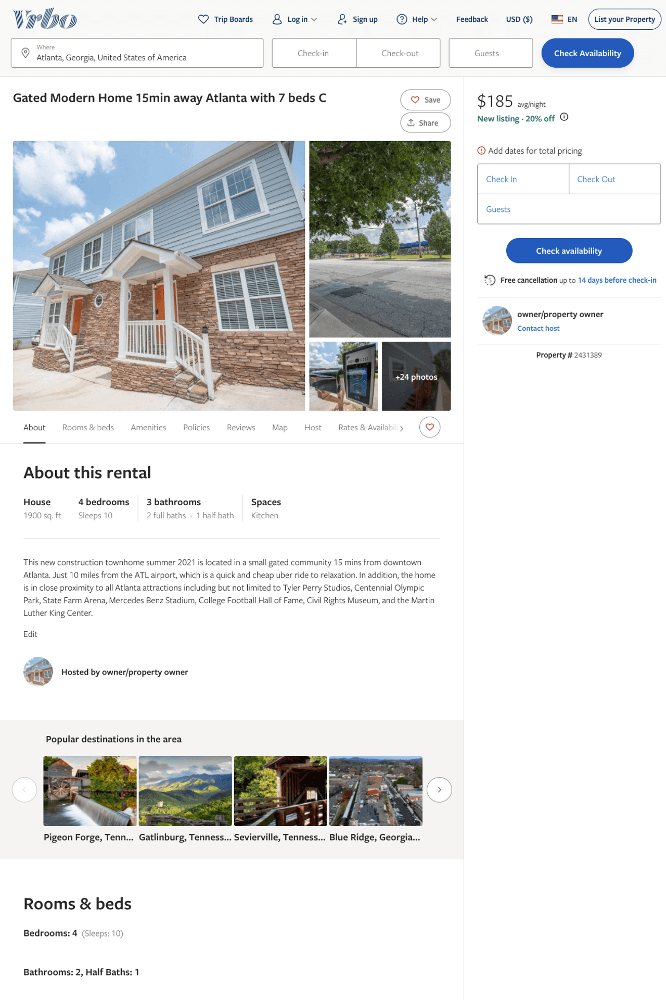 Vrbo
Trip Boards
Log in
Sign up
Help
Feedback
USD ($)
EN
List your Property
Where
Atlanta, Georgia, United States of America
Check-in
Check-out
Guests
Check Availability
Gated Modern Home 15min away Atlanta with 7 beds C
Save
Share
+24 photos
$185 avg/night
New listing · 20% off
Add dates for total pricing
Check In
Check Out
Guests
Check availability
Free cancellation up to 14 days before check-in
owner/property owner
Contact host
Property # 2431389
About
Rooms & beds
Amenities
Policies
Reviews
Map
Host
Rates & Availabili
About this rental
House
1900 sq. ft
4 bedrooms
Sleeps 10
3 bathrooms
2 full baths · 1 half bath
Spaces
Kitchen
This new construction townhome summer 2021 is located in a small gated community 15 mins from downtown
Atlanta. Just 10 miles from the ATL airport, which is a quick and cheap uber ride to relaxation. In addition, the home
is in close proximity to all Atlanta attractions including but not limited to Tyler Perry Studios, Centennial Olympic
Park, State Farm Arena, Mercedes Benz Stadium, College Football Hall of Fame, Civil Rights Museum, and the Martin
Luther King Center.
Edit
Hosted by owner/property owner
Popular destinations in the area
Pigeon Forge, Tenn...
Gatlinburg, Tenness...
Sevierville, Tenness...
Blue Ridge, Georgia...
Rooms & beds
Bedrooms: 4 (Sleeps: 10)
Bathrooms: 2, Half Baths: 1